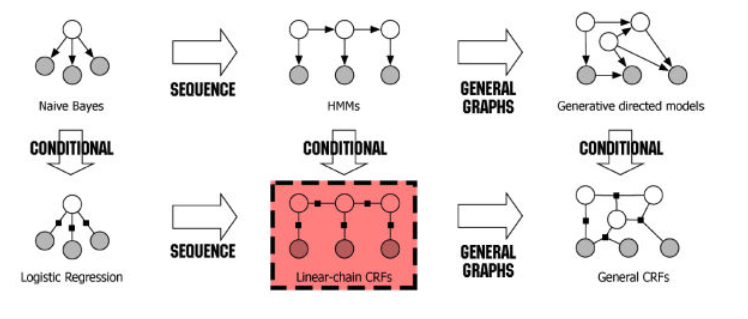 SEQUENCE
GENERAL
GRAPHS
Naive Bayes
HMMs
Generative directed models
CONDITIONAL
CONDITIONAL
CONDITIONAL
SEQUENCE
GENERAL
GRAPHS
Logistic Regression
Linear-chain CRFs
General CRFs